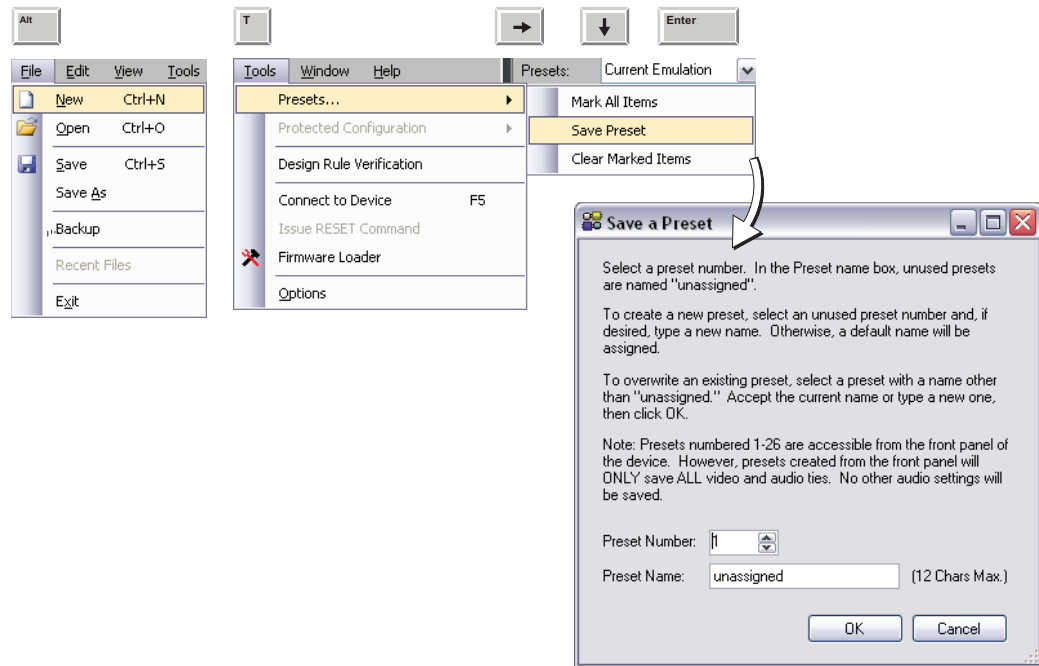 Alt
T
Enter
File Edit View Tools
New Ctrl+N
Open Ctrl+O
Save Ctrl+S
Save As
Backup
Recent Files
Exit
Tools Window Help
Presets...
Protected Configuration
Design Rule Verification
Connect to Device F5
Issue RESET Command
Firmware Loader
Options
Presets: Current Emulation
Mark All Items
Save Preset
Clear Marked Items
Save a Preset
Select a preset number. In the Preset name box, unused presets
are named "unassigned".
To create a new preset, select an unused preset number and, if
desired, type a new name. Otherwise, a default name will be
assigned.
To overwrite an existing preset, select a preset with a name other
than "unassigned." Accept the current name or type a new one,
then click OK.
Note: Presets numbered 1-26 are accessible from the front panel of
the device. However, presets created from the front panel will
ONLY save ALL video and audio ties. No other audio settings will
be saved.
Preset Number: 1
Preset Name: unassigned (12 Chars Max.)
OK Cancel